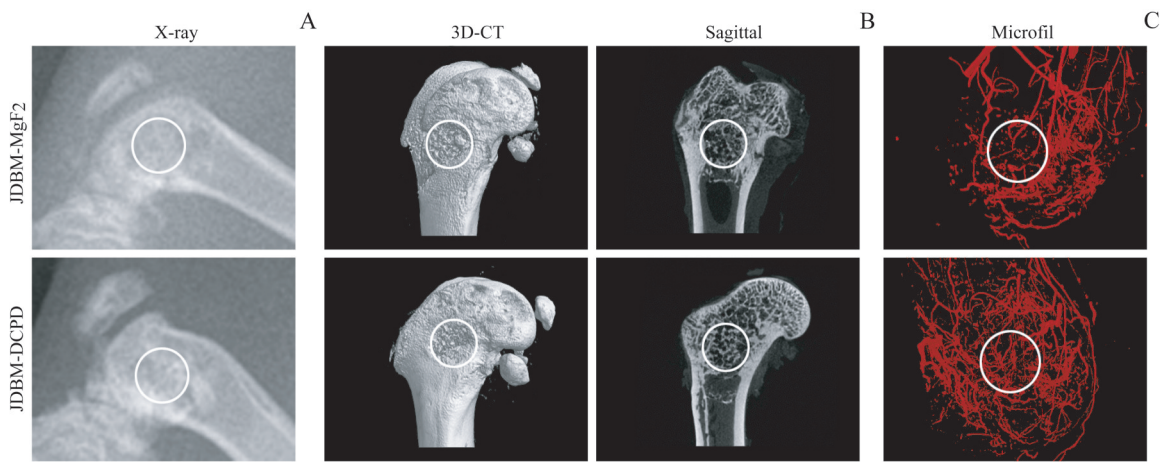 A
B
C
X-ray
3D-CT
Sagittal
Microfil
JDBM-MgF2
JDBM-DCPD